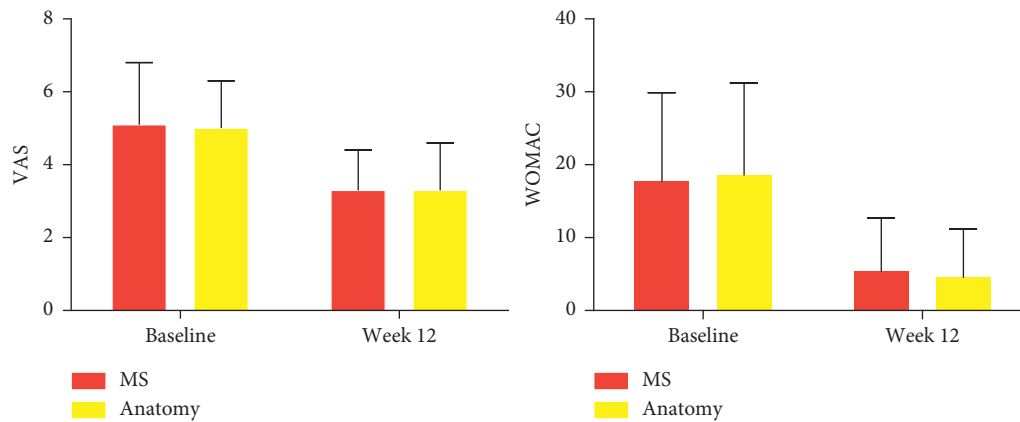 VAS
8
6
4
2
0
Baseline
Week 12
MS
Anatomy
WOMAC
40
30
20
10
0
Baseline
Week 12
MS
Anatomy